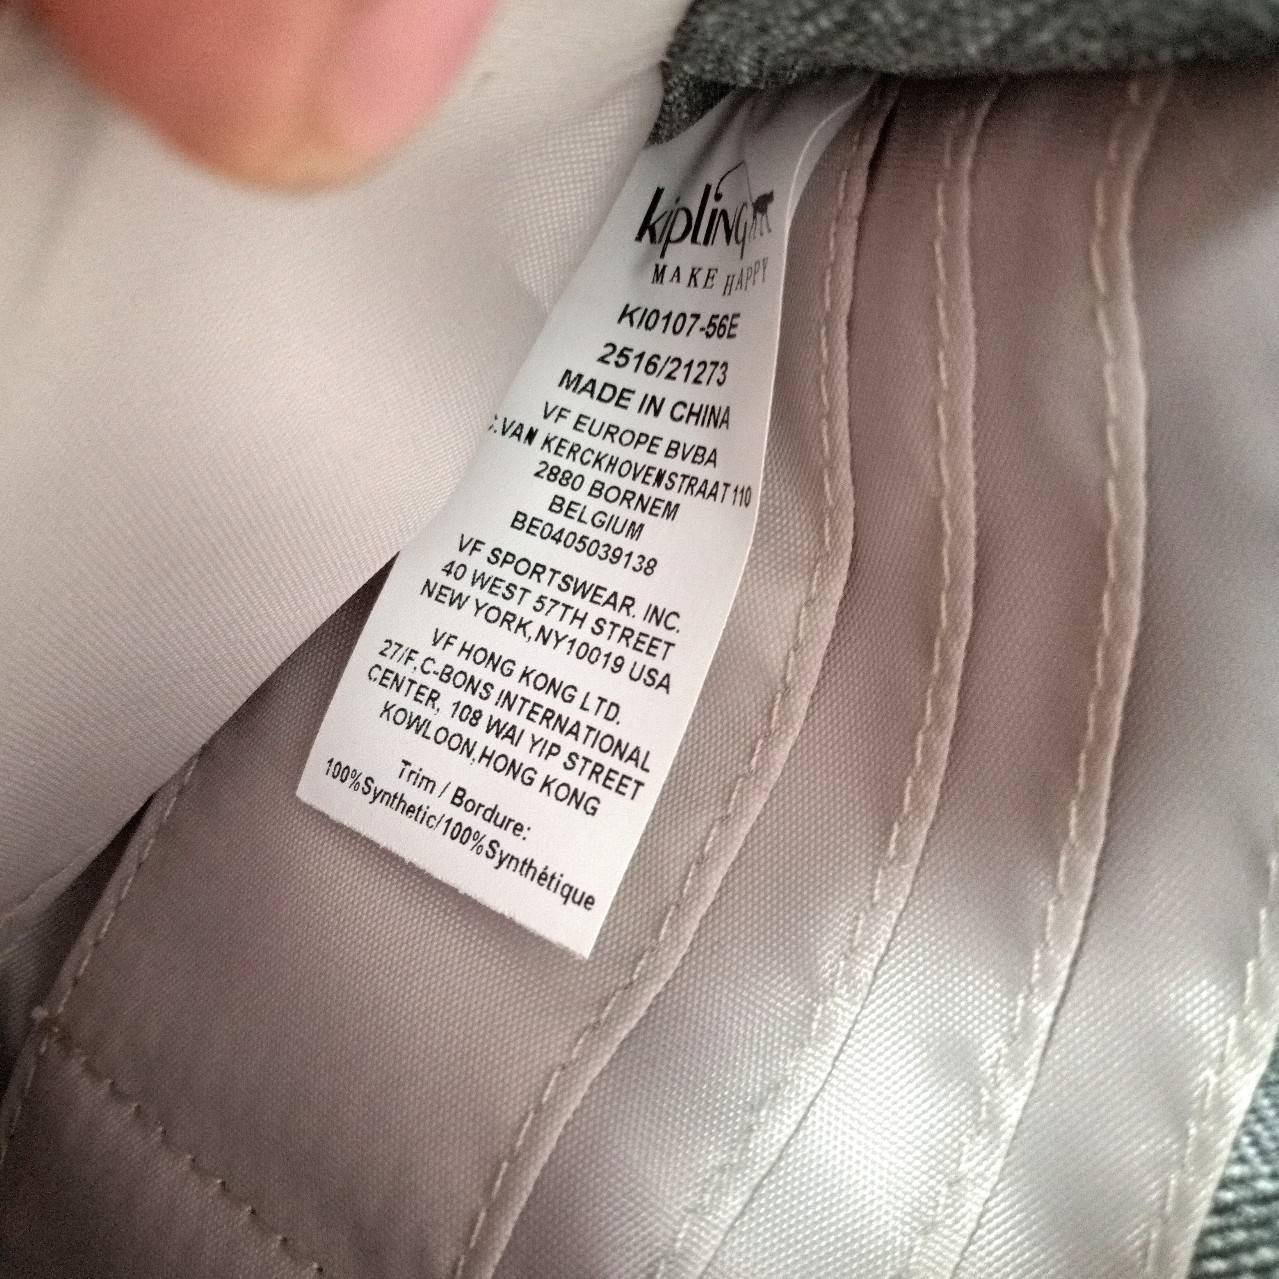 kipling
MAKE HAPPY
KI0107-56E
2516/21273
MADE IN CHINA
VF EUROPE BVBA
.VAN KERCKHOVENSTRAAT 110
2880 BORNEM
BELGIUM
BE0405039138
VF SPORTSWEAR. INC.
40 WEST 57TH STREET
NEW YORK,NY10019 USA
VF HONG KONG LTD.
27/F,C-BONS INTERNATIONAL
CENTER, 108 WAI YIP STREET
KOWLOON,HONG KONG
Trim / Bordure:
100%Synthetic/100%Synthétique